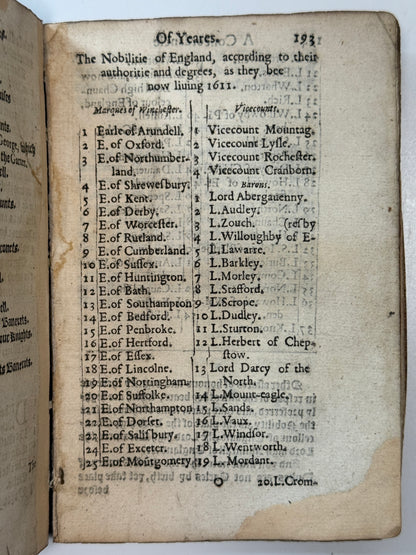 Of Yeares. 193
The Nobilitie of England, according to their
authoritie and degrees, as they bee
now liuing 1611.
Marques of Winchester.
1 Earle of Arundell.
2 E. of Oxford.
3 E. of Northumber-
land.
4 E. of Shrewesbury.
5 E. of Kent.
6 E. of Derby.
7 E. of Worcester.
8 E. of Rutland.
9 E. of Cumberland.
10 E. of Sussex.
11 E. of Huntington.
12 E. of Bath.
13 E. of Southampton
14 E. of Bedford.
15 E. of Penbroke.
16 E. of Hertford.
17 E. of Essex.
18 E. of Lincolne.
19 E. of Nottingham.
20 E. of Suffolke.
21 E. of Northampton
22 E. of Dorset.
23 E. of Salisbury.
24 E. of Exceter.
25 E. of Montgomery.
Vicecounts.
1 Vicecount Mountag.
2 Vicecount Lysle.
3 Vicecount Rochester.
4 Vicecount Cranborn.
Barons.
1 Lord Abergauenny.
2 L. Audley.
3 L. Zouch. (resby
4 L. Willoughby of E-
5 L. Lawarre.
6 L. Barkley.
7 L. Morley.
8 L. Stafford.
9 L. Scrope.
10 L. Dudley.
11 L. Sturton.
12 L. Herbert of Chep-
stow.
13 Lord Darcy of the
North.
14 L. Mount-eagle.
15 L. Sands.
16 L. Vaux.
17 L. Windsor.
18 L. Wentworth.
19 L. Mordant.
O 20. L. Crom-